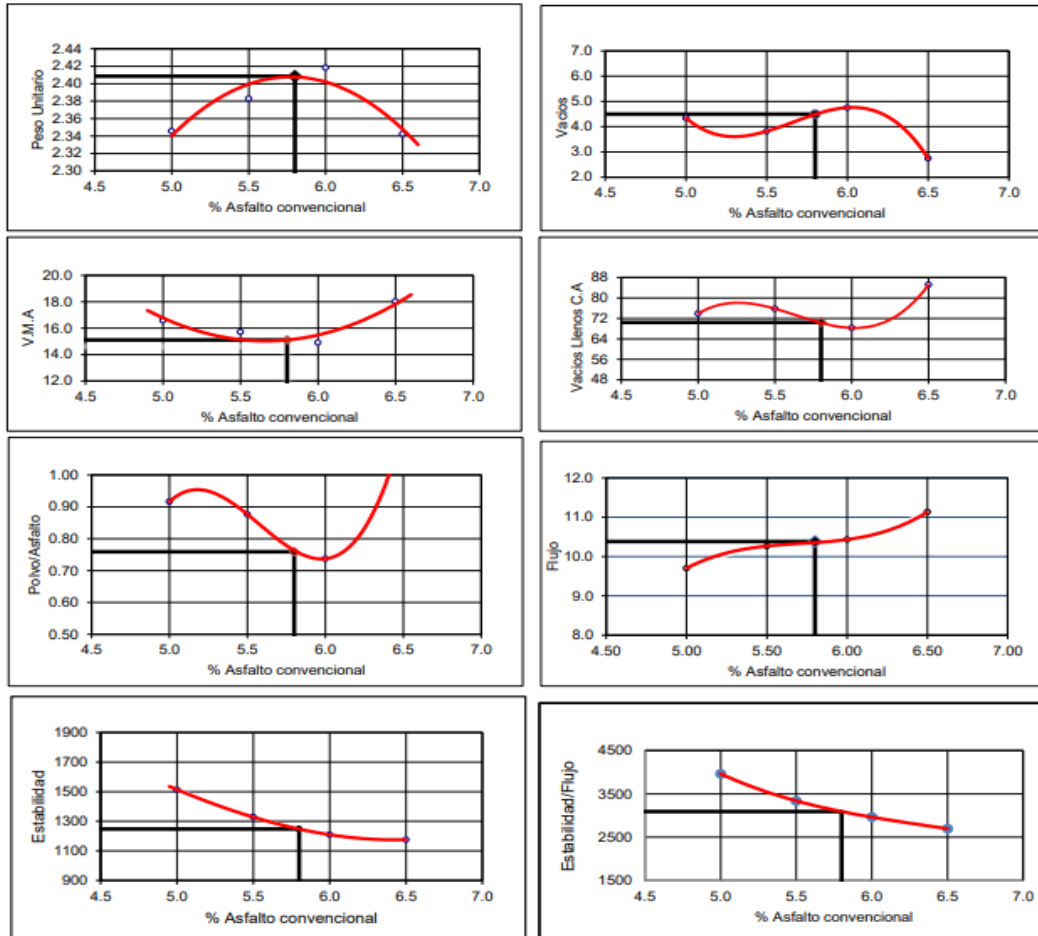 Peso Unitario
2.44
2.42
2.40
2.38
2.36
2.34
2.32
2.30
4.5 5.0 5.5 6.0 6.5 7.0
% Asfalto convencional
Vacios
7.0
6.0
5.0
4.0
3.0
2.0
4.5 5.0 5.5 6.0 6.5 7.0
% Asfalto convencional
V.M.A
20.0
18.0
16.0
14.0
12.0
4.5 5.0 5.5 6.0 6.5 7.0
% Asfalto convencional
Vacios Llenos C.A
88
80
72
64
56
48
4.5 5.0 5.5 6.0 6.5 7.0
% Asfalto convencional
Polvo/Asfalto
1.00
0.90
0.80
0.70
0.60
0.50
4.5 5.0 5.5 6.0 6.5 7.0
% Asfalto convencional
Flujo
12.0
11.0
10.0
9.0
8.0
4.50 5.00 5.50 6.00 6.50 7.00
% Asfalto convencional
Estabilidad
1900
1700
1500
1300
1100
900
4.5 5.0 5.5 6.0 6.5 7.0
% Asfalto convencional
Estabilidad/Flujo
4500
3500
2500
1500
4.5 5.0 5.5 6.0 6.5 7.0
% Asfalto convencional